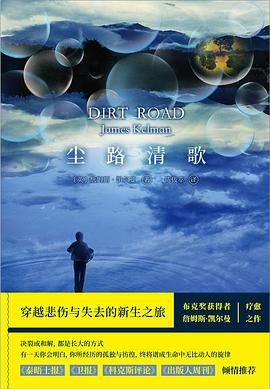 DIRT ROAD
James Kelman
尘路清歌
穿越悲伤与失去的新生之旅
布克奖获得者
詹姆斯·凯尔曼
疗愈
之作
决裂或和解，都是长大的方式
有一天你会明白，你所经历的孤独与彷徨，终将谱成生命中无比动人的旋律
《泰晤士报》《卫报》《科克斯评论》《出版人周刊》 倾情推荐